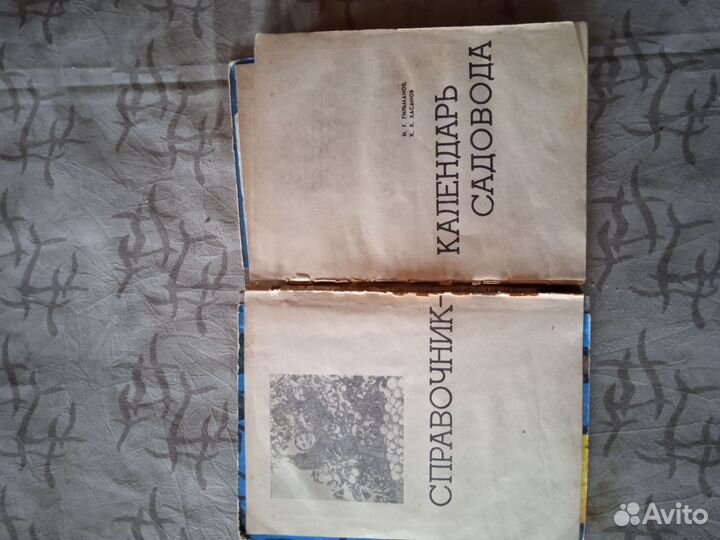 Н. Г. ГИЛЬМАНОВ,
Х. Х. ХАСАНОВ
СПРАВОЧНИК—КАЛЕНДАРЬ
САДОВОДА
Avito